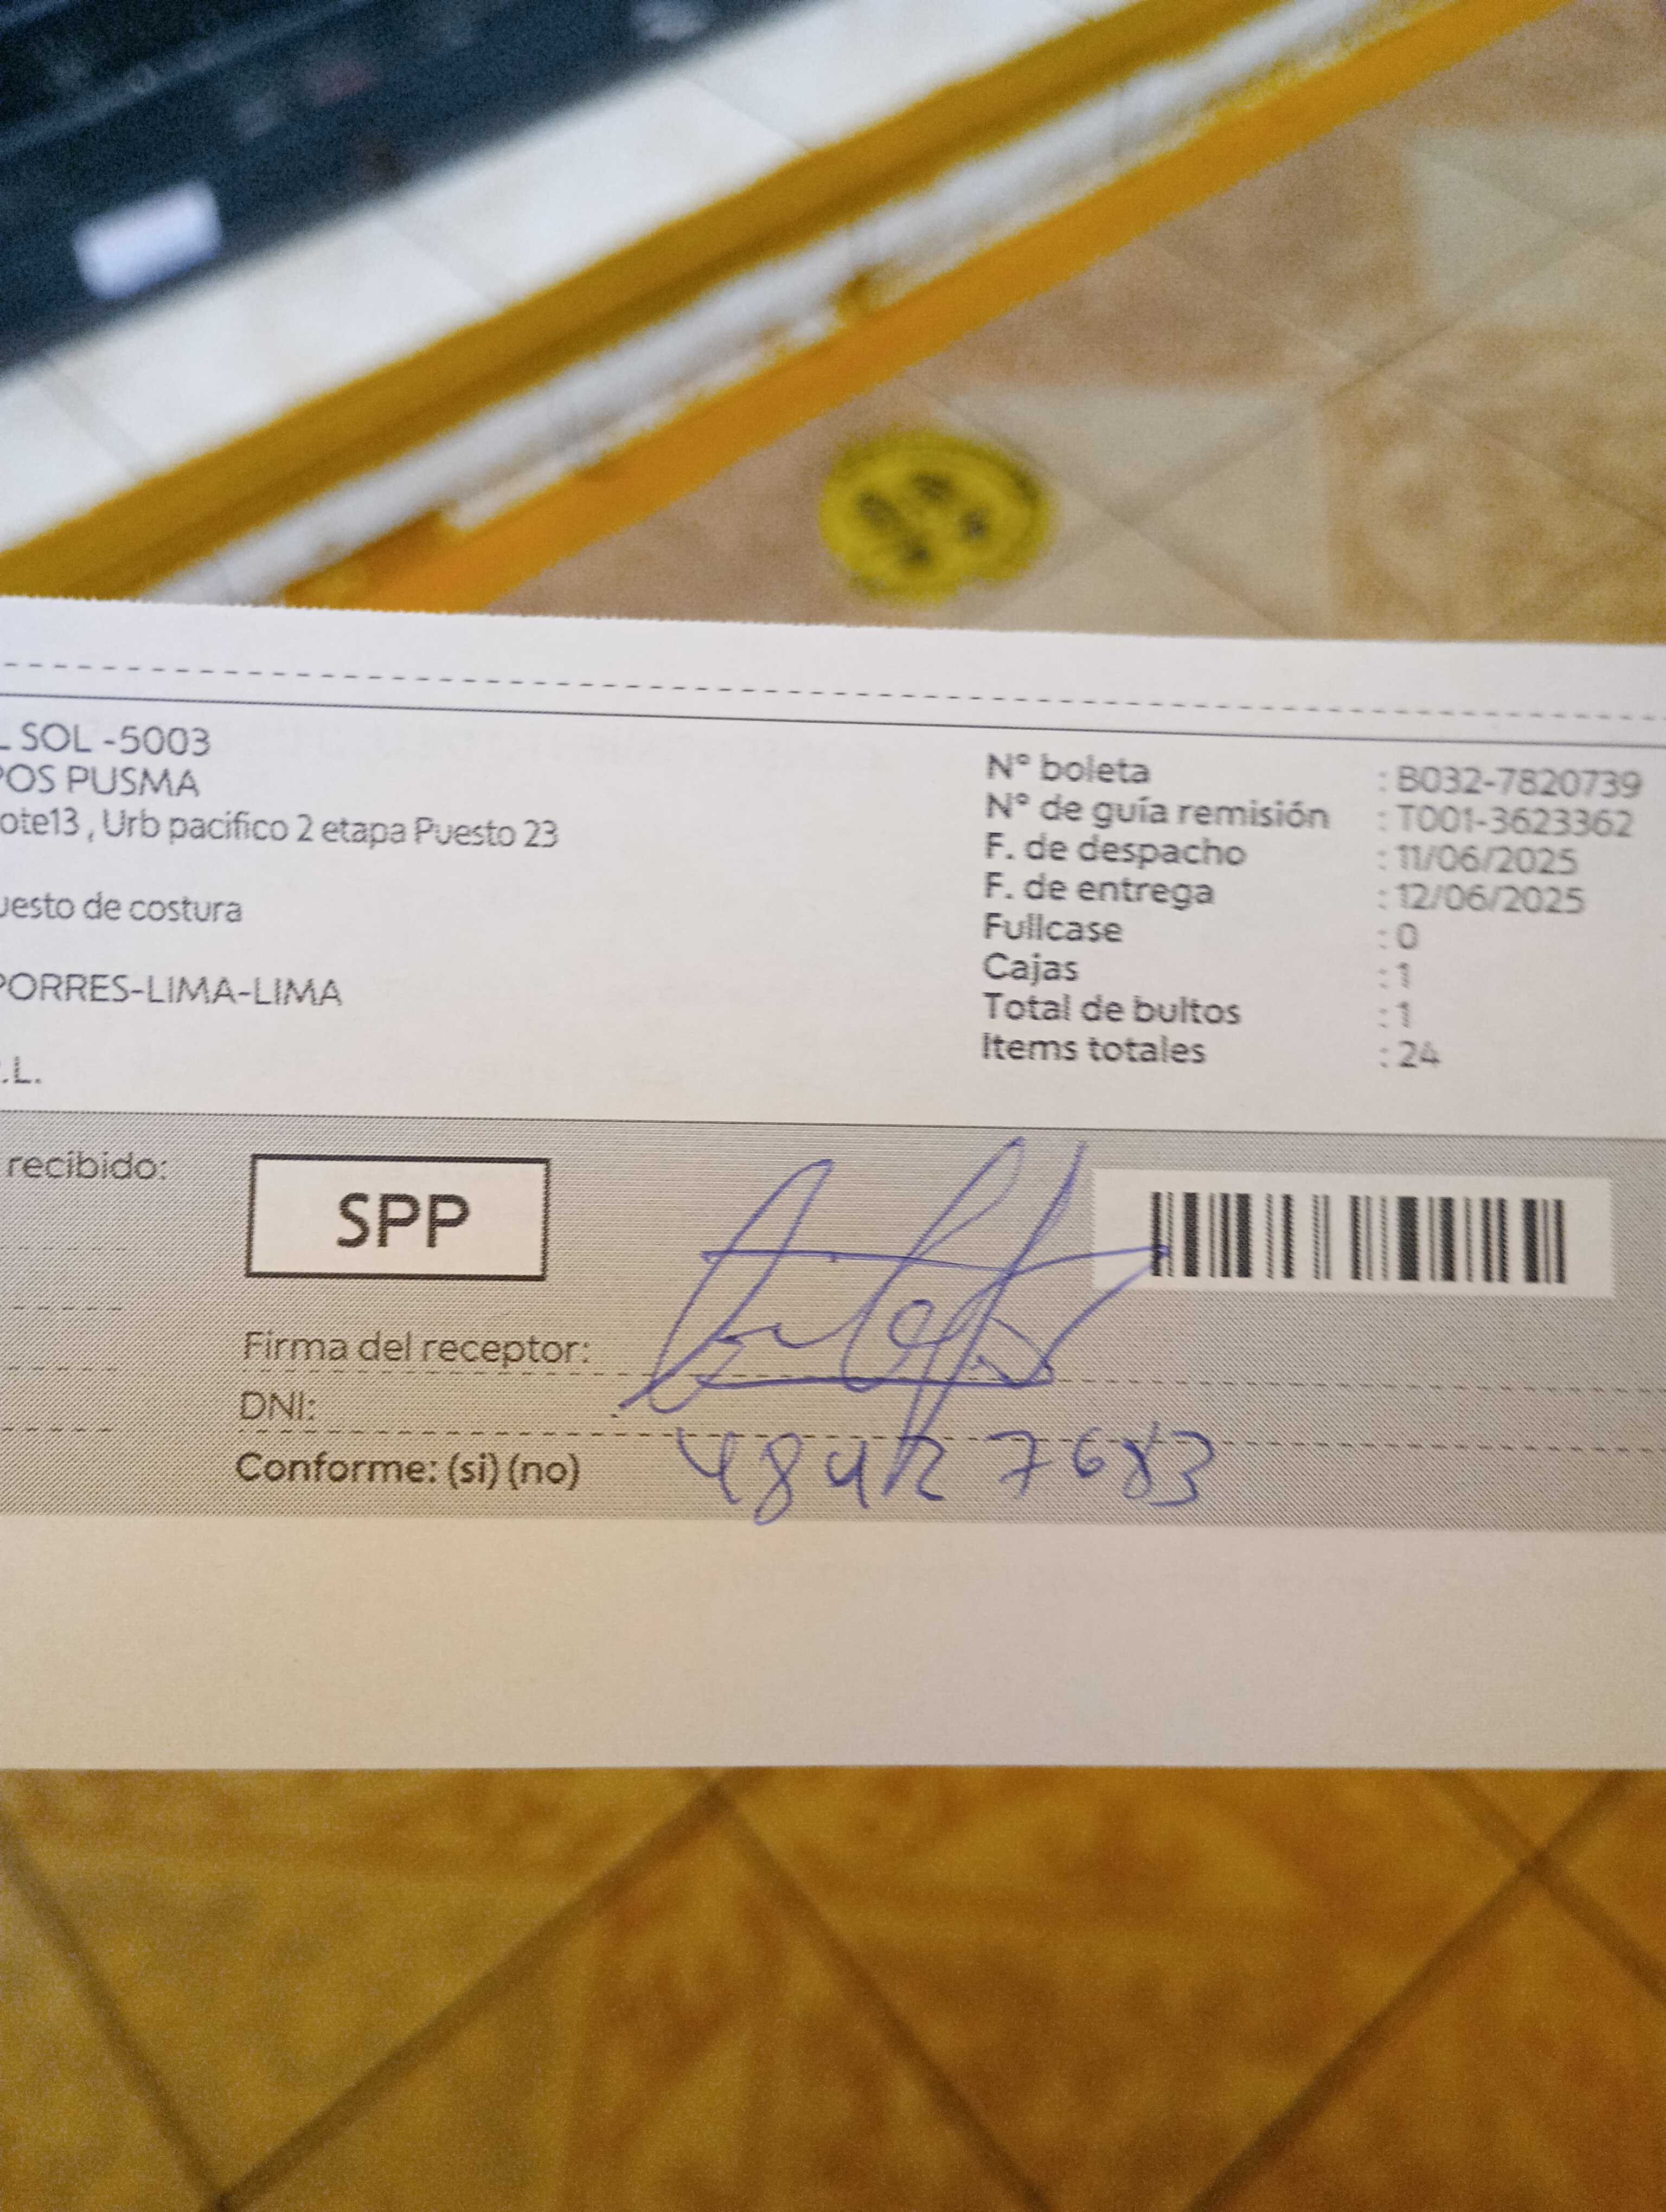 L SOL -5003
POS PUSMA
ote13 , Urb pacifico 2 etapa Puesto 23
uesto de costura
PORRES-LIMA-LIMA
.L.
Nº boleta : B032-7820739
Nº de guía remisión : T001-3623362
F. de despacho : 11/06/2025
F. de entrega : 12/06/2025
Fullcase : 0
Cajas : 1
Total de bultos : 1
Items totales : 24
recibido:
SPP
Firma del receptor:
DNI:
Conforme: (si) (no)